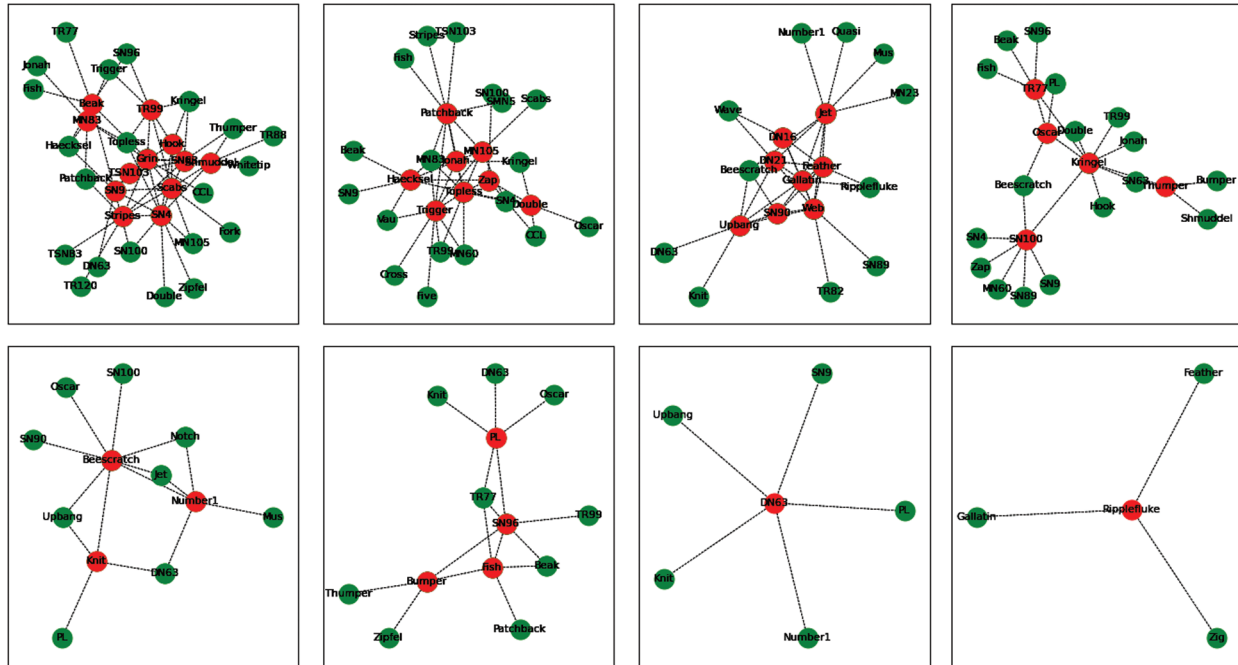 TR77
SN96
Jonah
Trigger
Fish
Beak
TR99
Kringel
MN83
Thumper
Haecksel
Topless
Hook
TR88
Grin
SN63
Shmuddel
Whitetip
Patchback
TSN103
Scabs
SN9
CCL
Stripes
SN4
Fork
TSN83
SN100
MN105
DN63
TR120
Double
Zipfel
Stripes
TSN103
Fish
Patchback
SN100
SMN5
Scabs
Beak
MN105
MN83
Jonah
Kringel
Haecksel
Zap
SN9
Topless
SN4
Double
Vau
Trigger
Oscar
TR99
MN60
CCL
Cross
Five
Number1
Quasi
Mus
MN23
Wave
Jet
DN16
DN21
Feather
Beescratch
Gallatin
Ripplefluke
Upbang
SN90
Web
DN63
SN89
Knit
TR82
Beak
SN96
Fish
TR77
PL
Oscar
Double
TR99
Kringel
Jonah
Beescratch
SN63
Thumper
Bumper
Hook
Shmuddel
SN4
SN100
Zap
MN60
SN89
SN9
SN100
Oscar
SN90
Notch
Beescratch
Jet
Number1
Upbang
Mus
Knit
DN63
PL
DN63
Knit
Oscar
PL
TR77
SN96
TR99
Fish
Beak
Bumper
Thumper
Zipfel
Patchback
SN9
Upbang
DN63
PL
Knit
Number1
Feather
Gallatin
Ripplefluke
Zig